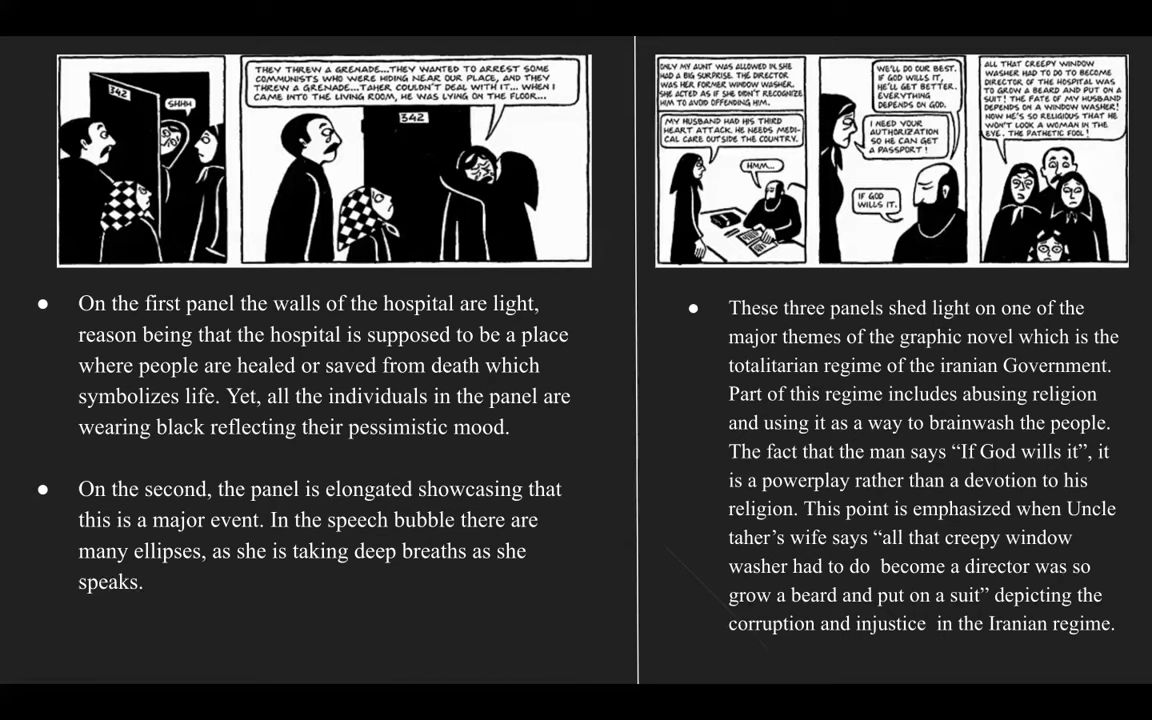 342
SHHH
THEY THREW A GRENADE...THEY WANTED TO ARREST SOME
COMMUNISTS WHO WERE HIDING NEAR OUR PLACE, AND THEY
THREW A GRENADE...TAHER COULDN'T DEAL WITH IT... WHEN I
CAME INTO THE LIVING ROOM, HE WAS LYING ON THE FLOOR...
342
ONLY MY AUNT WAS ALLOWED IN. SHE
HAD A BIG SURPRISE. THE DIRECTOR
WAS HER FORMER WINDOW WASHER.
SHE ACTED AS IF SHE DIDN'T RECOGNIZE
HIM TO AVOID OFFENDING HIM.
MY HUSBAND HAD HIS THIRD
HEART ATTACK. HE NEEDS MEDI-
CAL CARE OUTSIDE THE COUNTRY.
HMM...
WE'LL DO OUR BEST.
IF GOD WILLS IT,
HE'LL GET BETTER.
EVERYTHING
DEPENDS ON GOD.
I NEED YOUR
AUTHORIZATION
SO HE CAN GET
A PASSPORT!
IF GOD
WILLS IT.
ALL THAT CREEPY WINDOW
WASHER HAD TO DO TO BECOME
DIRECTOR OF THE HOSPITAL WAS
TO GROW A BEARD AND PUT ON A
SUIT! THE FATE OF MY HUSBAND
DEPENDS ON A WINDOW WASHER!
NOW HE'S SO RELIGIOUS THAT HE
WON'T LOOK A WOMAN IN THE
EYE. THE PATHETIC FOOL!
● On the first panel the walls of the hospital are light,
reason being that the hospital is supposed to be a place
where people are healed or saved from death which
symbolizes life. Yet, all the individuals in the panel are
wearing black reflecting their pessimistic mood.
● On the second, the panel is elongated showcasing that
this is a major event. In the speech bubble there are
many ellipses, as she is taking deep breaths as she
speaks.
● These three panels shed light on one of the
major themes of the graphic novel which is the
totalitarian regime of the iranian Government.
Part of this regime includes abusing religion
and using it as a way to brainwash the people.
The fact that the man says “If God wills it”, it
is a powerplay rather than a devotion to his
religion. This point is emphasized when Uncle
taher’s wife says “all that creepy window
washer had to do  become a director was so
grow a beard and put on a suit” depicting the
corruption and injustice  in the Iranian regime.